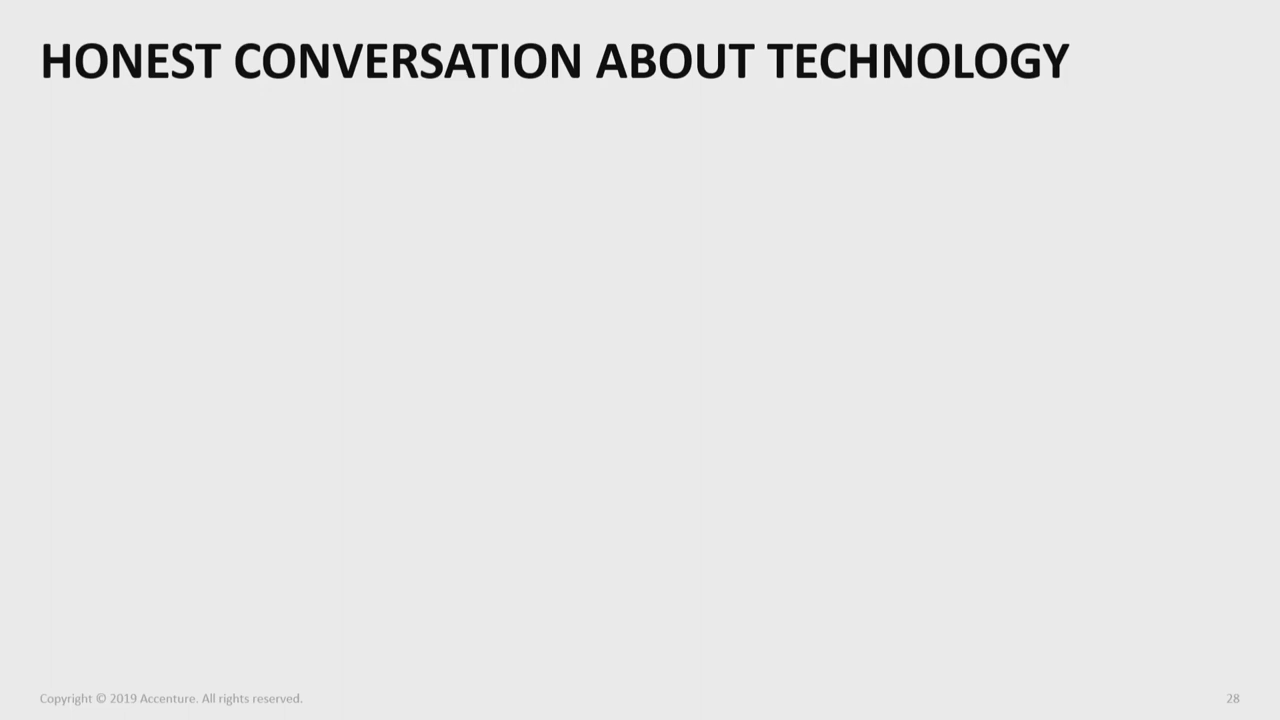 HONEST CONVERSATION ABOUT TECHNOLOGY
Copyright © 2019 Accenture. All rights reserved.
28